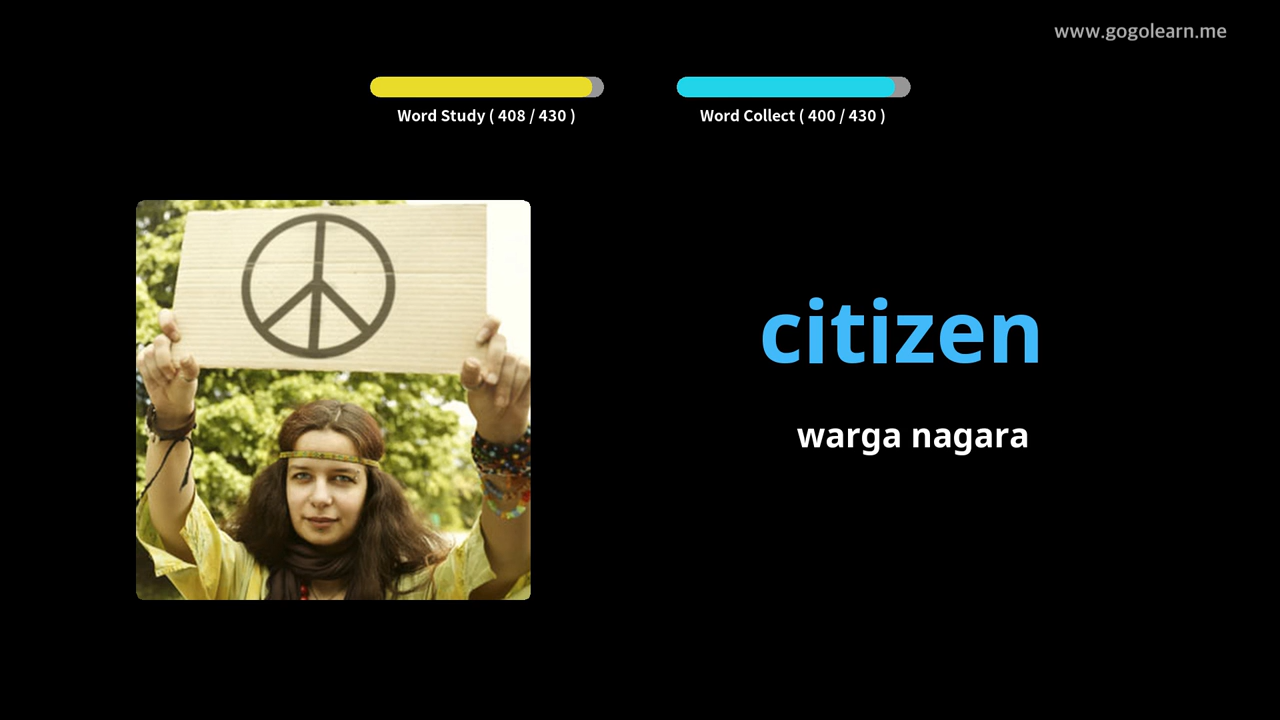 www.gogolearn.me
Word Study ( 408 / 430 )
Word Collect ( 400 / 430 )
citizen
warga nagara